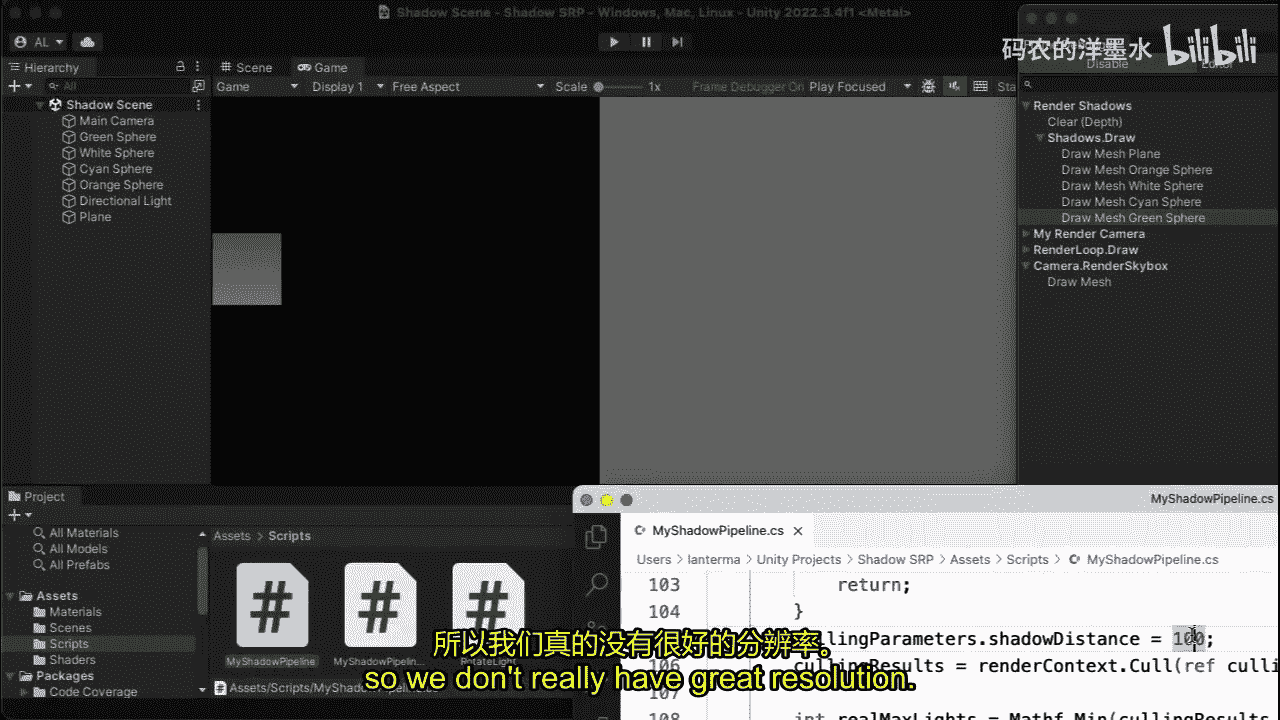 Shadow Scene - Shadow SRP - Windows, Mac, Linux - Unity 2022.3.4f1 <Metal>
AL
码农的洋墨水 bilibili
Disable
Editor
Hierarchy
Scene
Game
All
Game
Display 1
Free Aspect
Scale
1x
Frame Debugger On
Play Focused
Sta
Shadow Scene
Main Camera
Green Sphere
White Sphere
Cyan Sphere
Orange Sphere
Directional Light
Plane
Render Shadows
Clear (Depth)
Shadows.Draw
Draw Mesh Plane
Draw Mesh Orange Sphere
Draw Mesh White Sphere
Draw Mesh Cyan Sphere
Draw Mesh Green Sphere
My Render Camera
RenderLoop.Draw
Camera.RenderSkybox
Draw Mesh
Project
All Materials
All Models
All Prefabs
Assets
Materials
Scenes
Scripts
Shaders
Packages
Code Coverage
Assets > Scripts
MyShadowPipeline
MyShadowPipelin...
RotateLight
Assets/Scripts/MyShadowPipeline
MyShadowPipeline.cs
MyShadowPipeline.cs
Users > lanterma > Unity Projects > Shadow SRP > Assets > Scripts > MyShadowPipeline.cs
103 return;
104 }
llingParameters.shadowDistance = 100;
106 cullingResults = renderContext.Cull(ref culli
107
108 int realMaxLights = Mathf.Min(cullingResults
所以我们真的没有很好的分辨率。
so we don't really have great resolution.